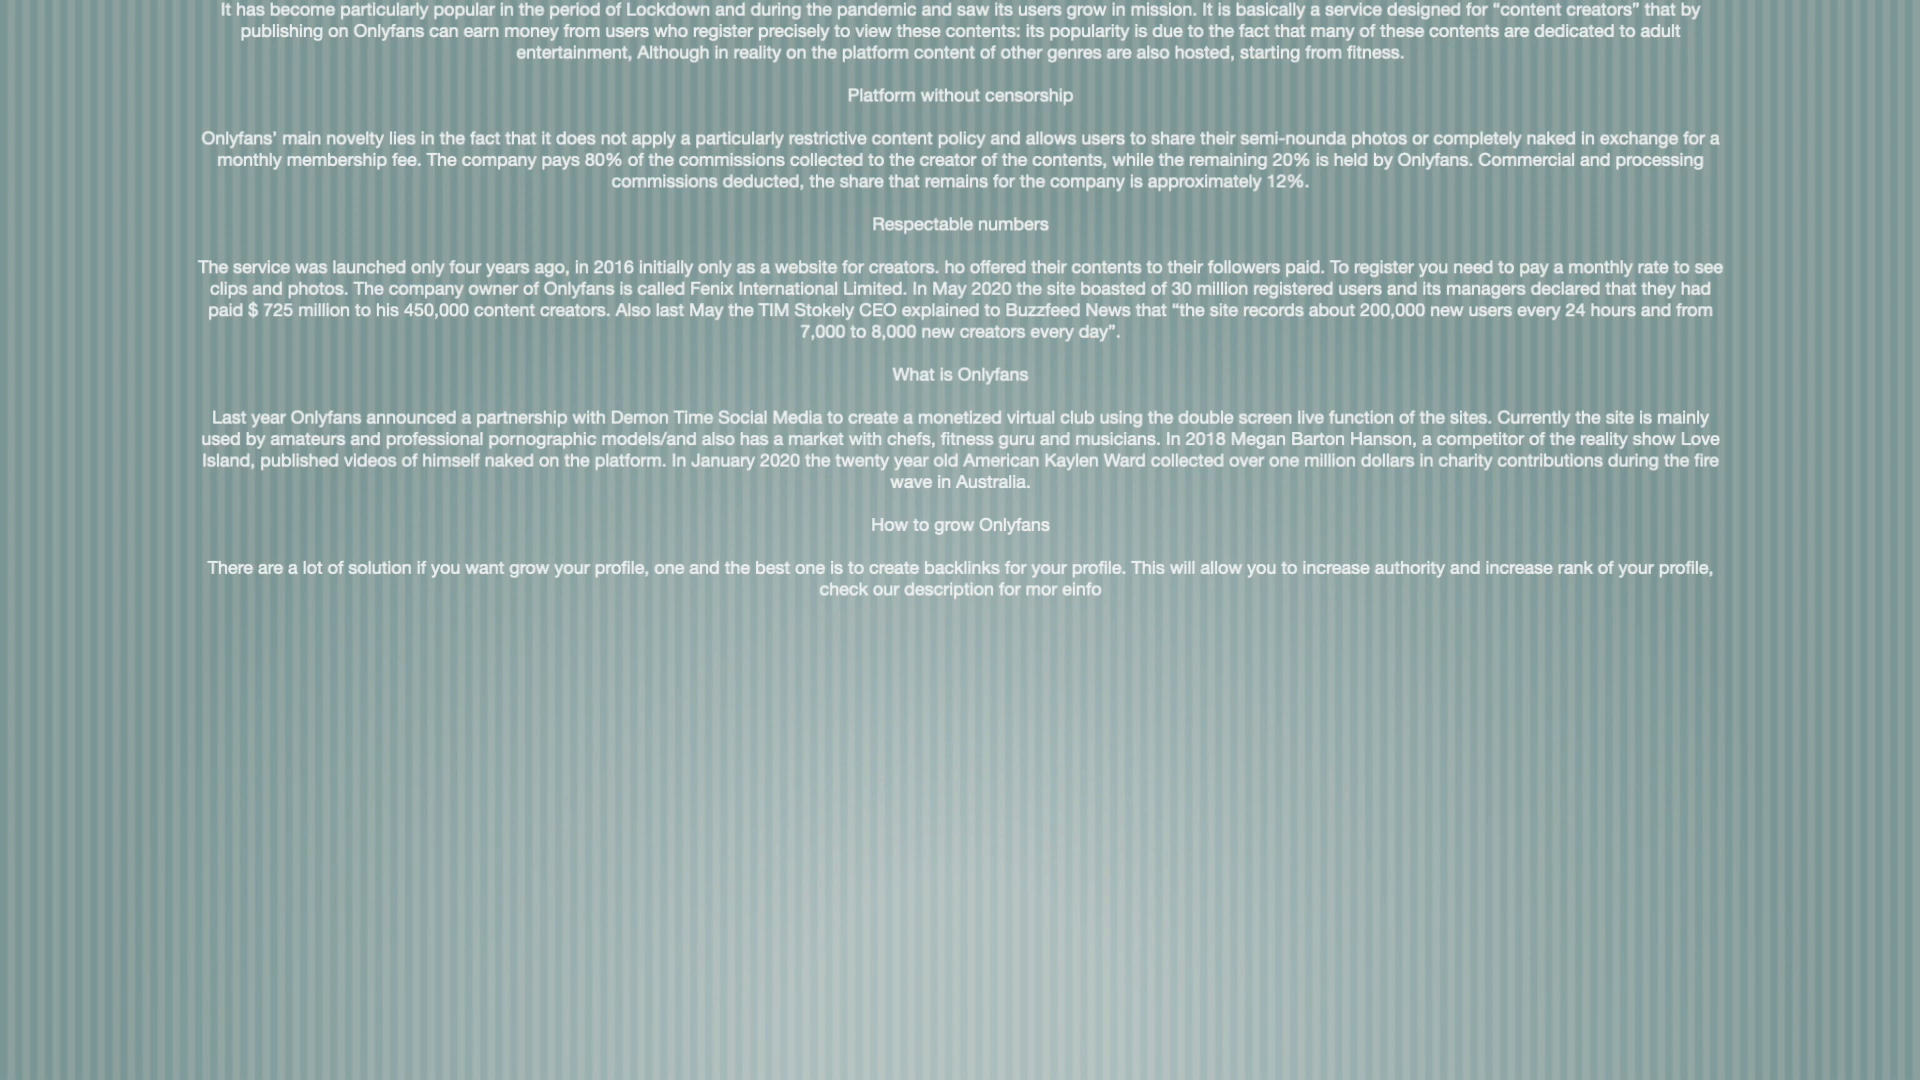 It has become particularly popular in the period of Lockdown and during the pandemic and saw its users grow in mission. It is basically a service designed for “content creators” that by
publishing on Onlyfans can earn money from users who register precisely to view these contents: its popularity is due to the fact that many of these contents are dedicated to adult
entertainment, Although in reality on the platform content of other genres are also hosted, starting from fitness.
Platform without censorship
Onlyfans’ main novelty lies in the fact that it does not apply a particularly restrictive content policy and allows users to share their semi-nounda photos or completely naked in exchange for a
monthly membership fee. The company pays 80% of the commissions collected to the creator of the contents, while the remaining 20% is held by Onlyfans. Commercial and processing
commissions deducted, the share that remains for the company is approximately 12%.
Respectable numbers
The service was launched only four years ago, in 2016 initially only as a website for creators. ho offered their contents to their followers paid. To register you need to pay a monthly rate to see
clips and photos. The company owner of Onlyfans is called Fenix International Limited. In May 2020 the site boasted of 30 million registered users and its managers declared that they had
paid $ 725 million to his 450,000 content creators. Also last May the TIM Stokely CEO explained to Buzzfeed News that “the site records about 200,000 new users every 24 hours and from
7,000 to 8,000 new creators every day”.
What is Onlyfans
Last year Onlyfans announced a partnership with Demon Time Social Media to create a monetized virtual club using the double screen live function of the sites. Currently the site is mainly
used by amateurs and professional pornographic models/and also has a market with chefs, fitness guru and musicians. In 2018 Megan Barton Hanson, a competitor of the reality show Love
Island, published videos of himself naked on the platform. In January 2020 the twenty year old American Kaylen Ward collected over one million dollars in charity contributions during the fire
wave in Australia.
How to grow Onlyfans
There are a lot of solution if you want grow your profile, one and the best one is to create backlinks for your profile. This will allow you to increase authority and increase rank of your profile,
check our description for mor einfo